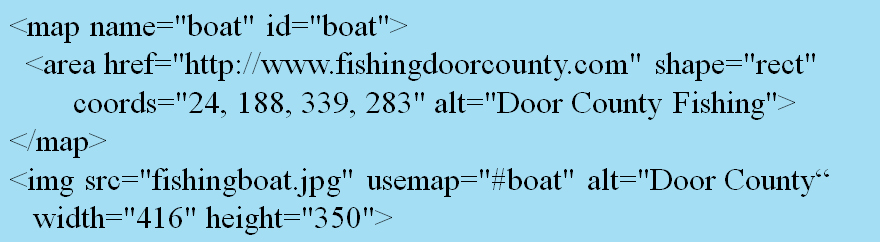 <map name="boat" id="boat">
<area href="http://www.fishingdoorcounty.com" shape="rect"
coords="24, 188, 339, 283" alt="Door County Fishing">
</map>
<img src="fishingboat.jpg" usemap="#boat" alt="Door County“
width="416" height="350">